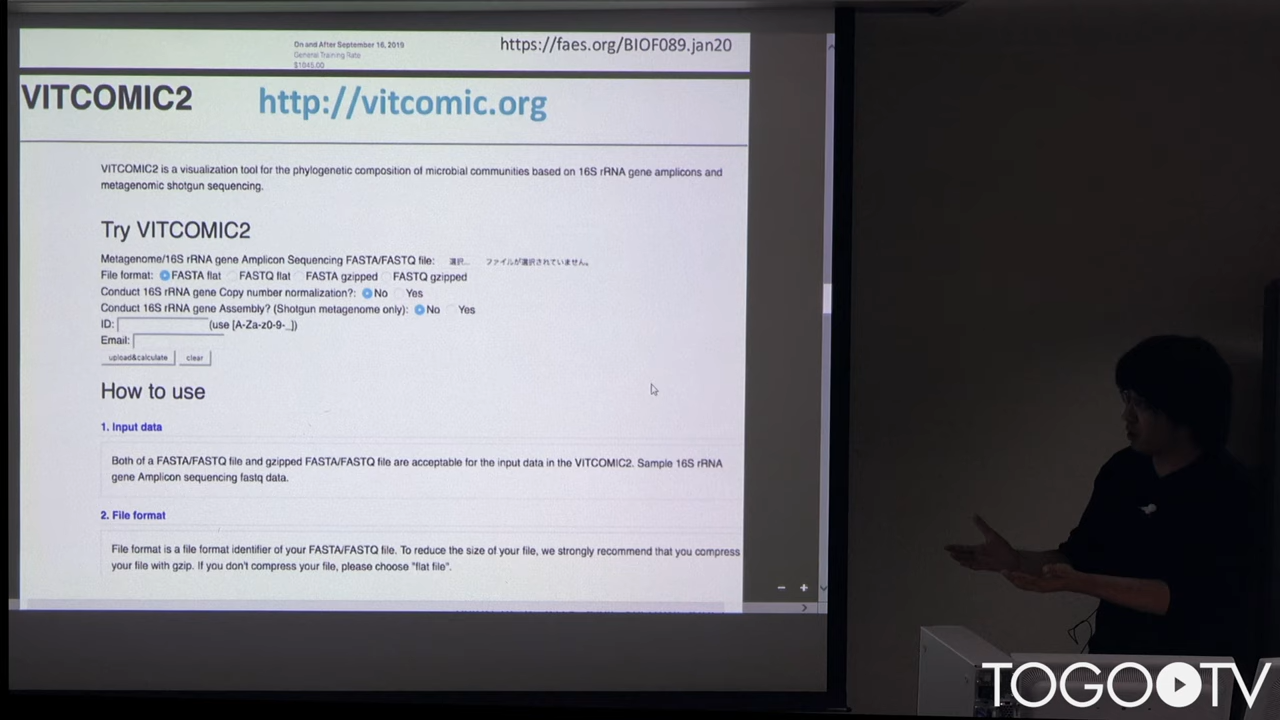 On and After September 16, 2019
General Training Rate
$1045.00
https://faes.org/BIOF089.jan20
VITCOMIC2
http://vitcomic.org
VITCOMIC2 is a visualization tool for the phylogenetic composition of microbial communities based on 16S rRNA gene amplicons and
metagenomic shotgun sequencing.
Try VITCOMIC2
Metagenome/16S rRNA gene Amplicon Sequencing FASTA/FASTQ file: 選択... ファイルが選択されていません。
File format: FASTA flat FASTQ flat FASTA gzipped FASTQ gzipped
Conduct 16S rRNA gene Copy number normalization?: No Yes
Conduct 16S rRNA gene Assembly? (Shotgun metagenome only): No Yes
ID: (use [A-Za-z0-9-_])
Email:
upload&calculate clear
How to use
1. Input data
Both of a FASTA/FASTQ file and gzipped FASTA/FASTQ file are acceptable for the input data in the VITCOMIC2. Sample 16S rRNA
gene Amplicon sequencing fastq data.
2. File format
File format is a file format identifier of your FASTA/FASTQ file. To reduce the size of your file, we strongly recommend that you compress
your file with gzip. If you don't compress your file, please choose "flat file".
TOGOTV